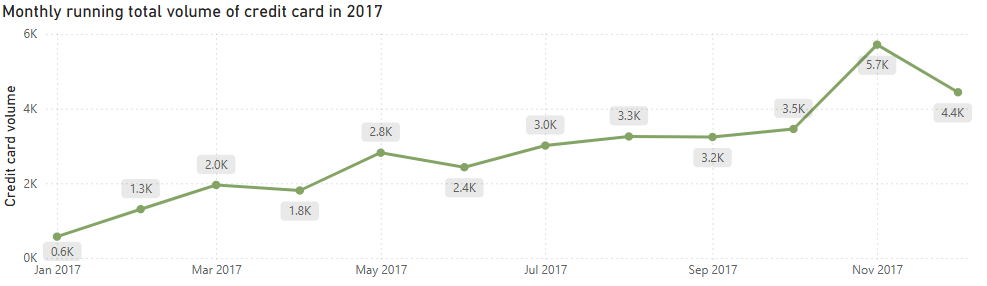 Monthly running total volume of credit card in 2017
Credit card volume
6K
4K
2K
0K
0.6K
1.3K
2.0K
1.8K
2.8K
2.4K
3.0K
3.3K
3.2K
3.5K
5.7K
4.4K
Jan 2017
Mar 2017
May 2017
Jul 2017
Sep 2017
Nov 2017